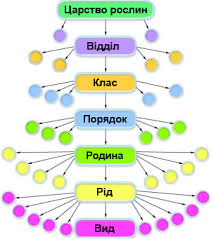 Царство рослин
Відділ
Клас
Порядок
Родина
Рід
Вид